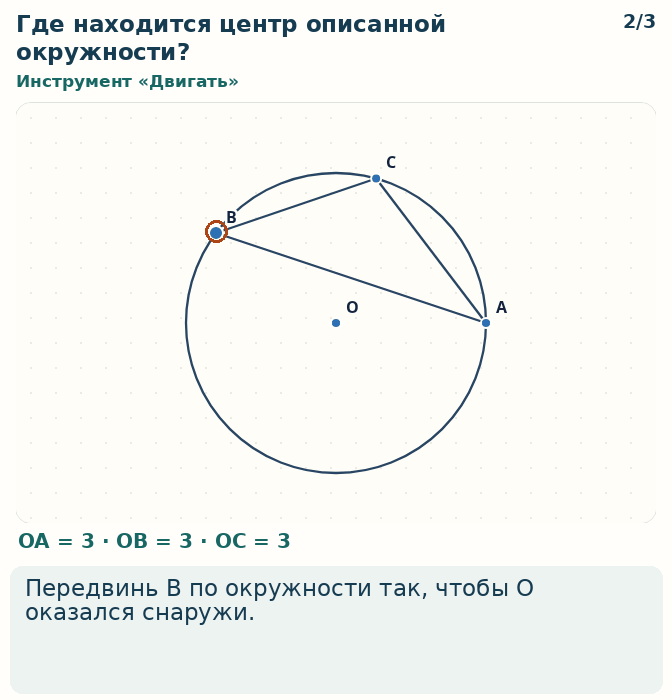 Где находится центр описанной
окружности?
2/3
Инструмент «Двигать»
C
B
O
A
OA = 3 · OB = 3 · OC = 3
Передвинь B по окружности так, чтобы O
оказался снаружи.